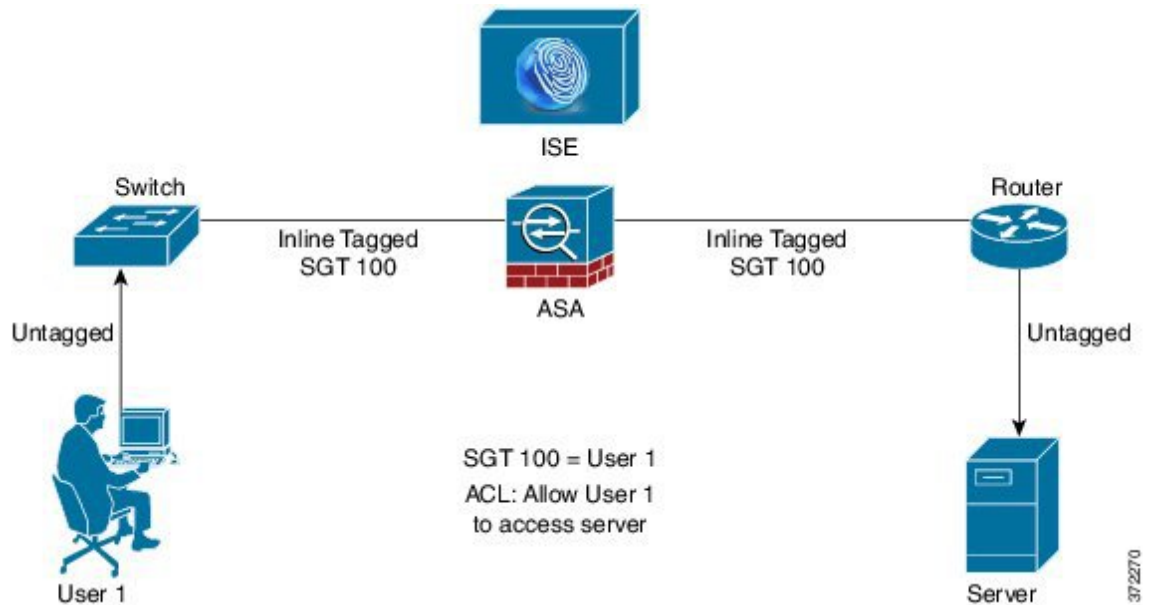 ISE
Switch
Router
Inline Tagged
SGT 100
Inline Tagged
SGT 100
ASA
Untagged
Untagged
SGT 100 = User 1
ACL: Allow User 1
to access server
User 1
Server
372270